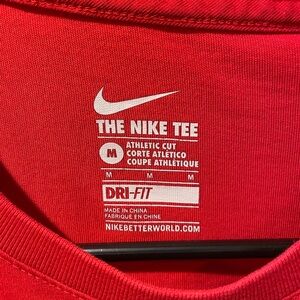 THE NIKE TEE
M
ATHLETIC CUT
CORTE ATLÉTICO
COUPE ATHLÉTIQUE
M M M
DRI-FIT
MADE IN CHINA
FABRIQUÉ EN CHINE
NIKEBETTERWORLD.COM